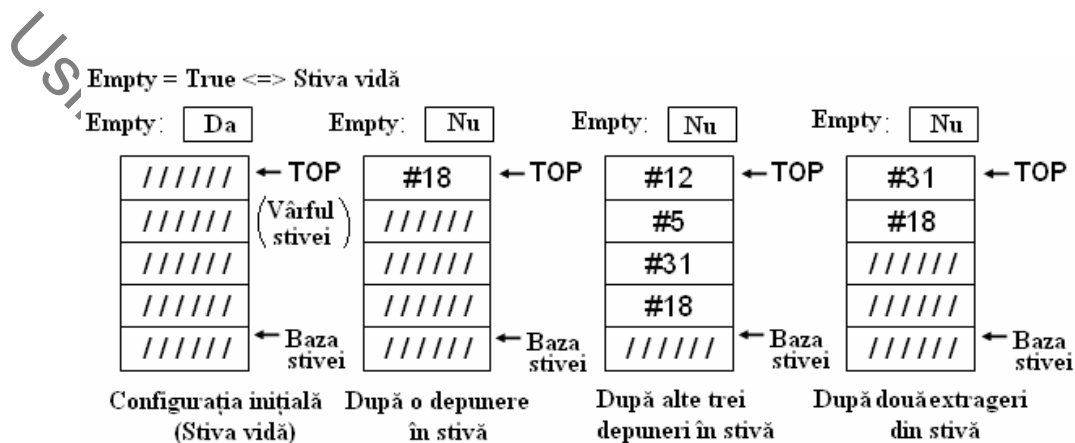 Us
Empty = True <=> Stiva vidă
Empty: Da Empty: Nu Empty: Nu Empty: Nu
////// ← TOP #18 ← TOP #12 ← TOP #31 ← TOP
////// (Vârful stivei) ////// #5 #18
////// ////// #31 //////
////// ////// #18 //////
////// ← Baza stivei ////// ← Baza stivei ////// ← Baza stivei ////// ← Baza stivei
Configurația inițială După o depunere După alte trei După două extrageri
(Stiva vidă) în stivă depuneri în stivă din stivă